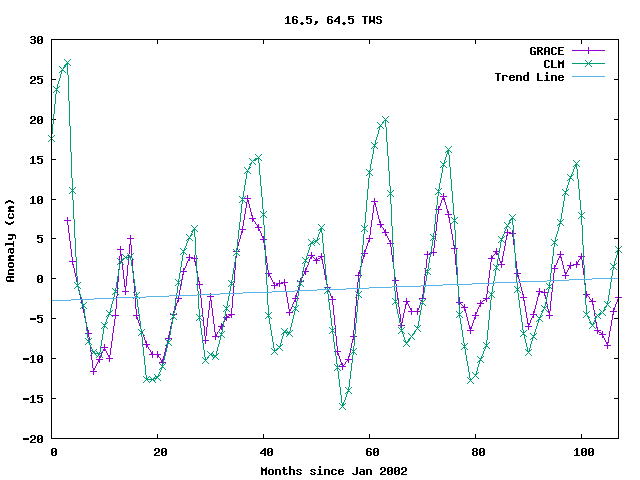 16.5, 64.5 TWS
GRACE
CLM
Trend Line
30
25
20
15
10
5
0
-5
-10
-15
-20
Anomaly (cm)
0 20 40 60 80 100
Months since Jan 2002